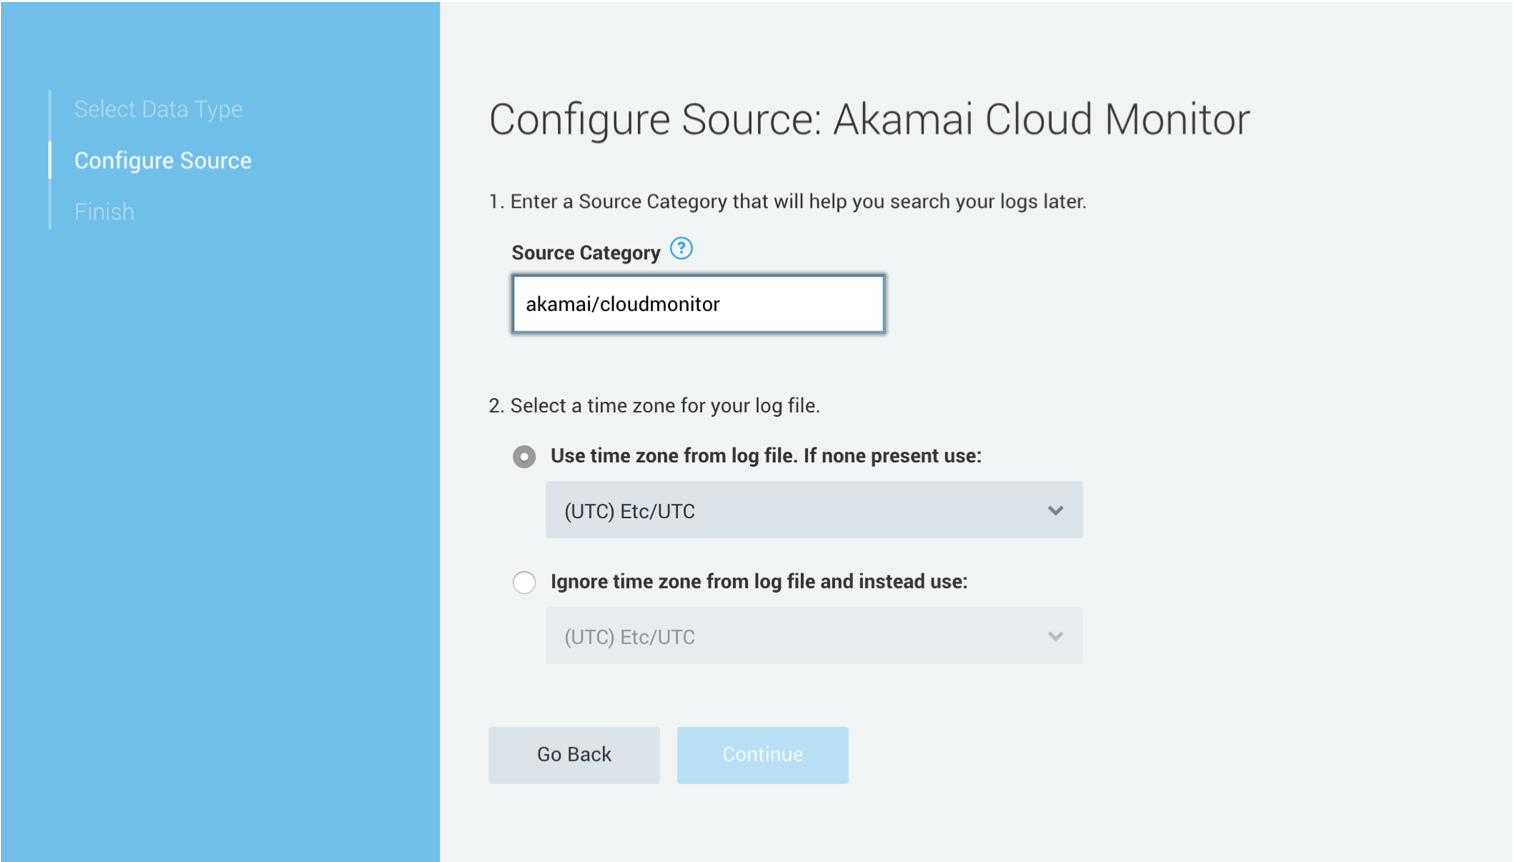 Select Data Type
Configure Source
Finish
Configure Source: Akamai Cloud Monitor
1. Enter a Source Category that will help you search your logs later.
Source Category ?
akamai/cloudmonitor
2. Select a time zone for your log file.
Use time zone from log file. If none present use:
(UTC) Etc/UTC
Ignore time zone from log file and instead use:
(UTC) Etc/UTC
Go Back Continue